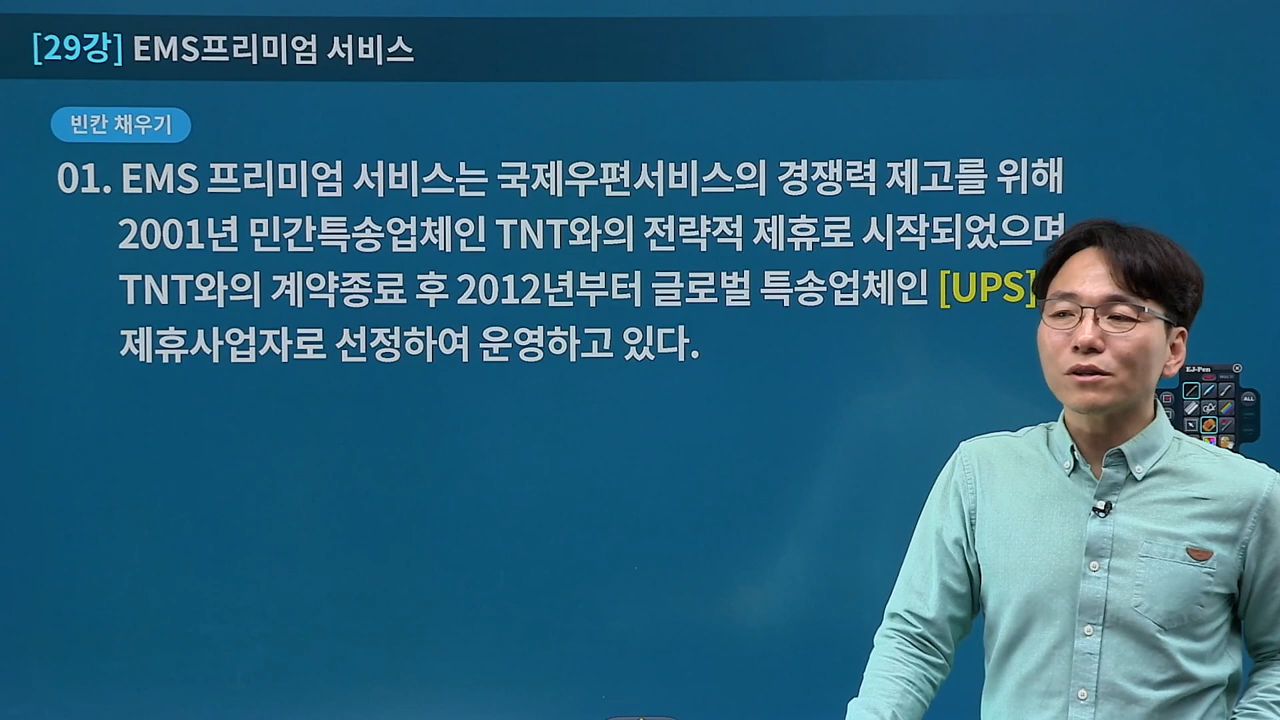 [29강] EMS프리미엄 서비스
빈칸 채우기
01. EMS 프리미엄 서비스는 국제우편서비스의 경쟁력 제고를 위해
2001년 민간특송업체인 TNT와의 전략적 제휴로 시작되었으며
TNT와의 계약종료 후 2012년부터 글로벌 특송업체인 [UPS]
제휴사업자로 선정하여 운영하고 있다.
EJ-Pen
ALL